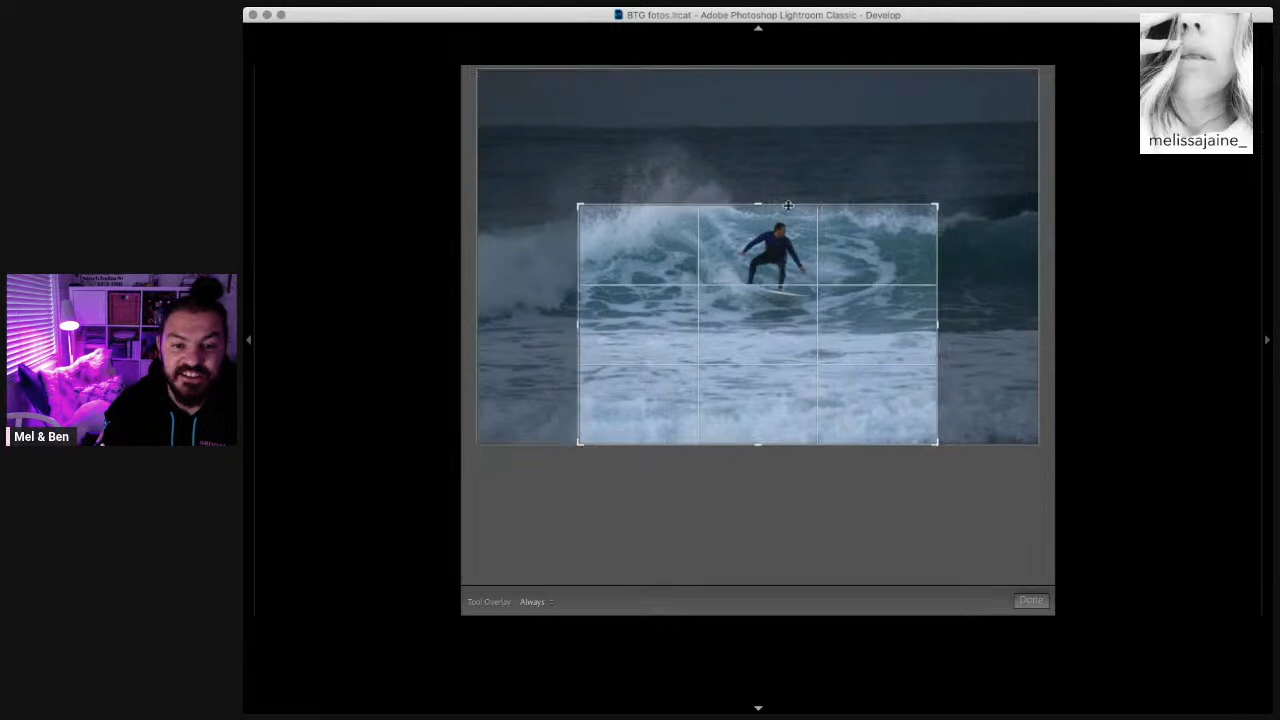 BTG fotos.lrcat - Adobe Photoshop Lightroom Classic - Develop
melissajaine_
Mel & Ben
Tool Overlay: Always
Done